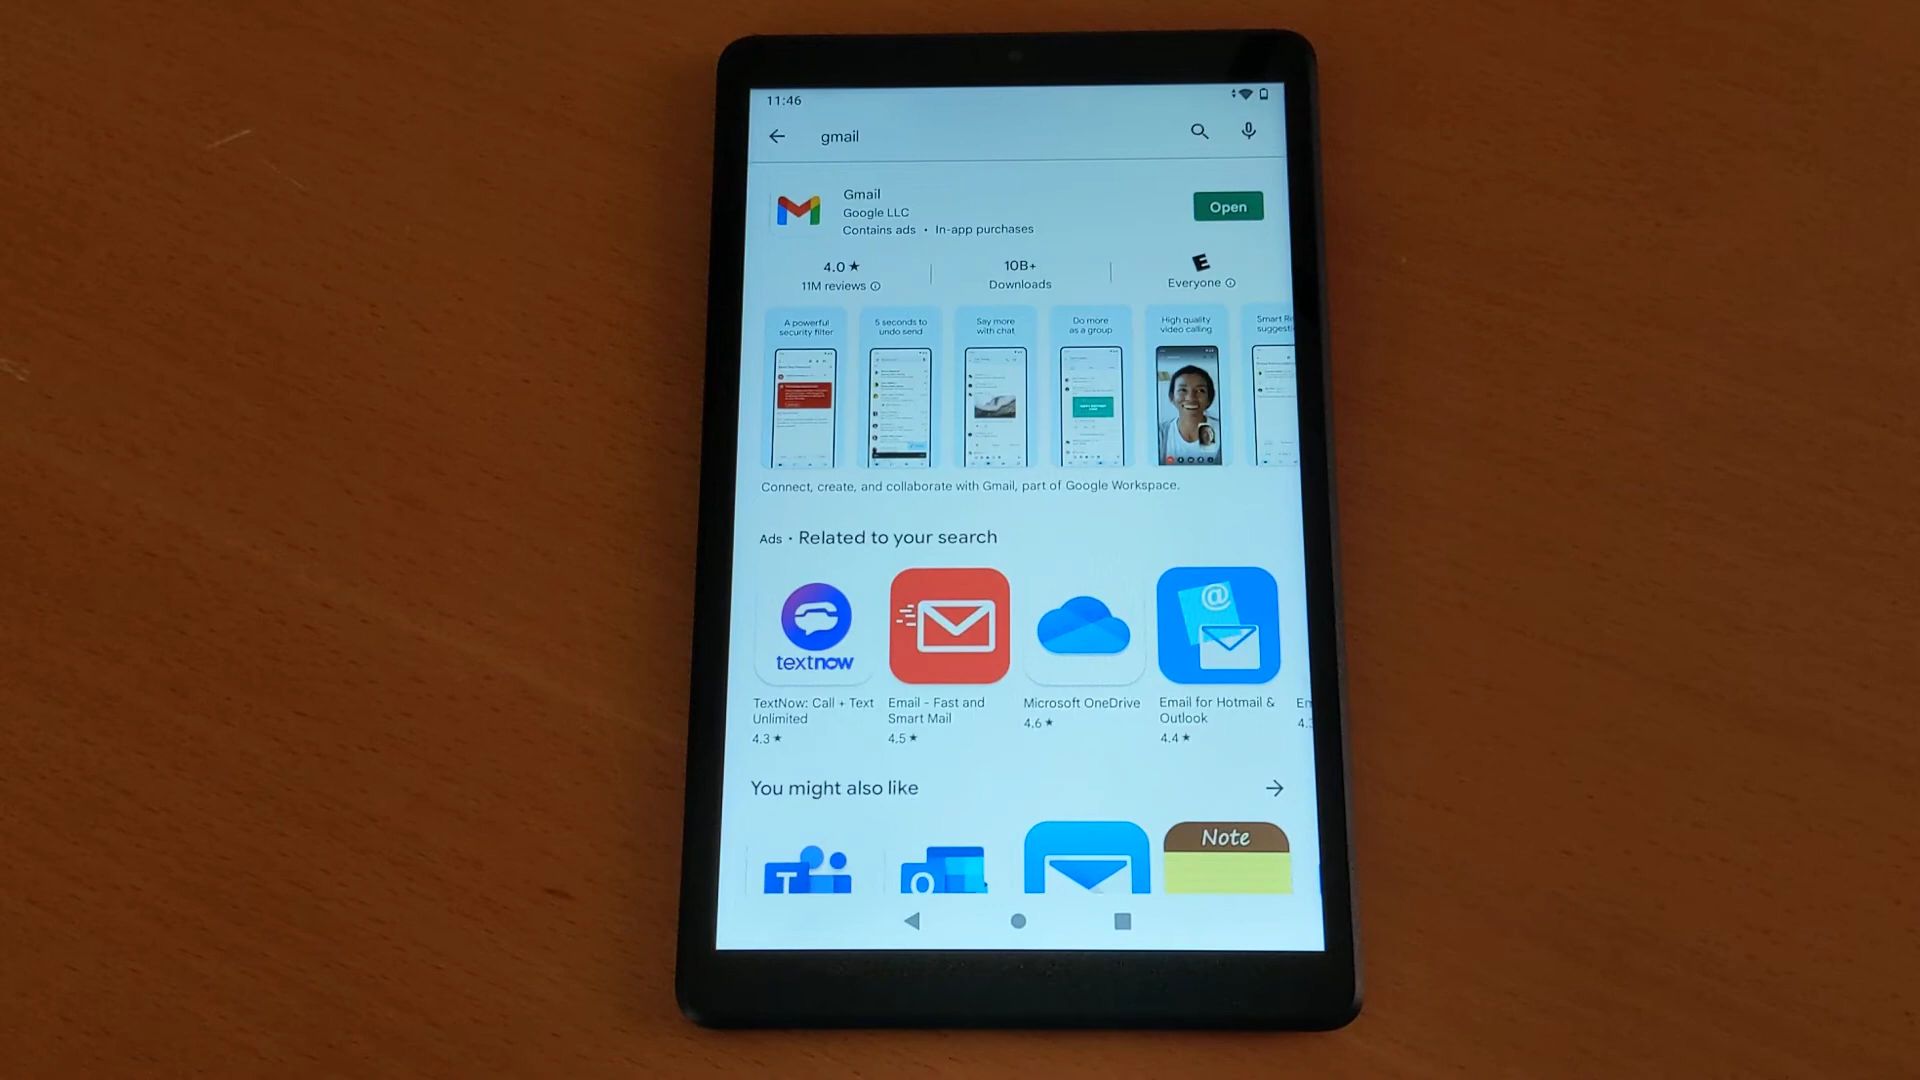 11:46
gmail
Gmail
Google LLC
Contains ads • In-app purchases
Open
4.0 ★
11M reviews
10B+
Downloads
E
Everyone
A powerful
security filter
5 seconds to
undo send
Say more
with chat
Do more
as a group
High quality
video calling
Smart Re
suggesti
Connect, create, and collaborate with Gmail, part of Google Workspace.
Ads • Related to your search
textnow
@
TextNow: Call + Text
Unlimited
4.3 ★
Email - Fast and
Smart Mail
4.5 ★
Microsoft OneDrive
4.6 ★
Email for Hotmail &
Outlook
4.4 ★
Em
4.
You might also like
T
O
Note